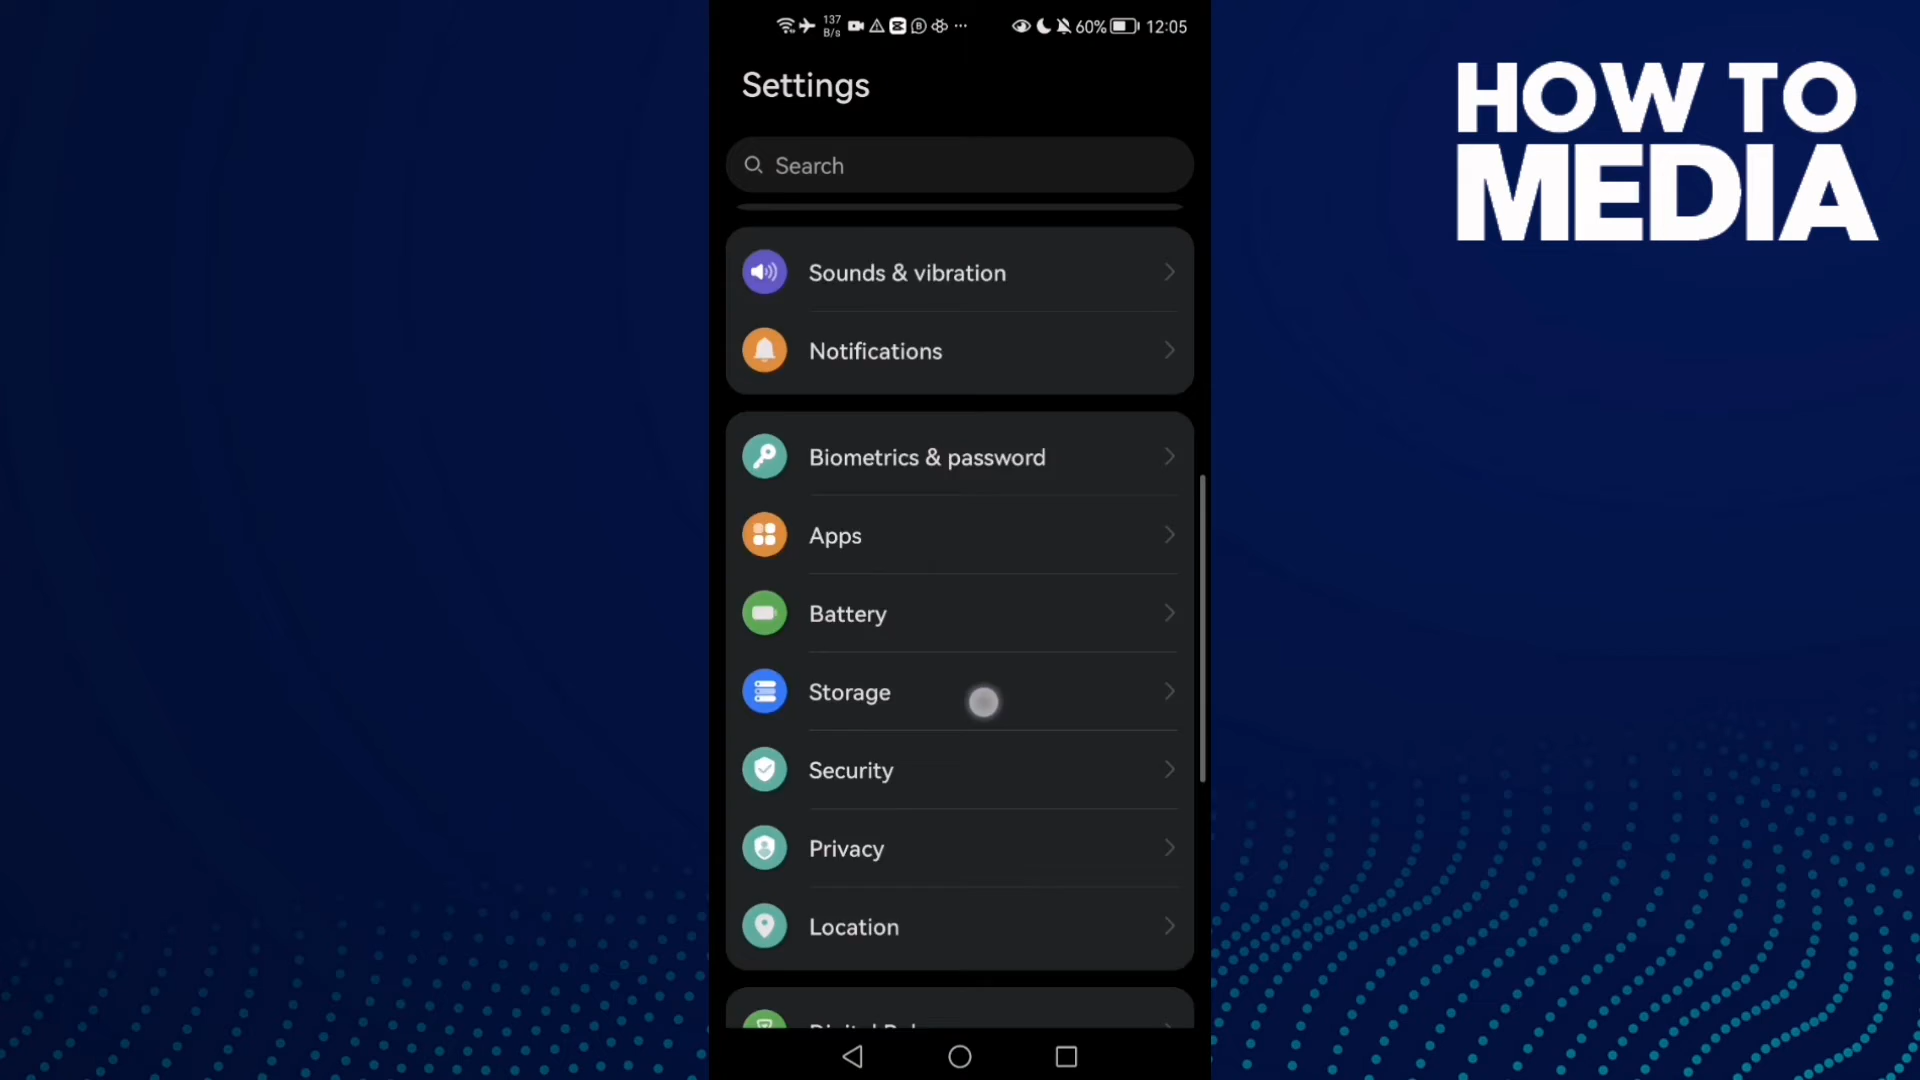 137
B/s
60%
12:05
Settings
Search
Sounds & vibration
Notifications
Biometrics & password
Apps
Battery
Storage
Security
Privacy
Location
Digital
HOW TO
MEDIA